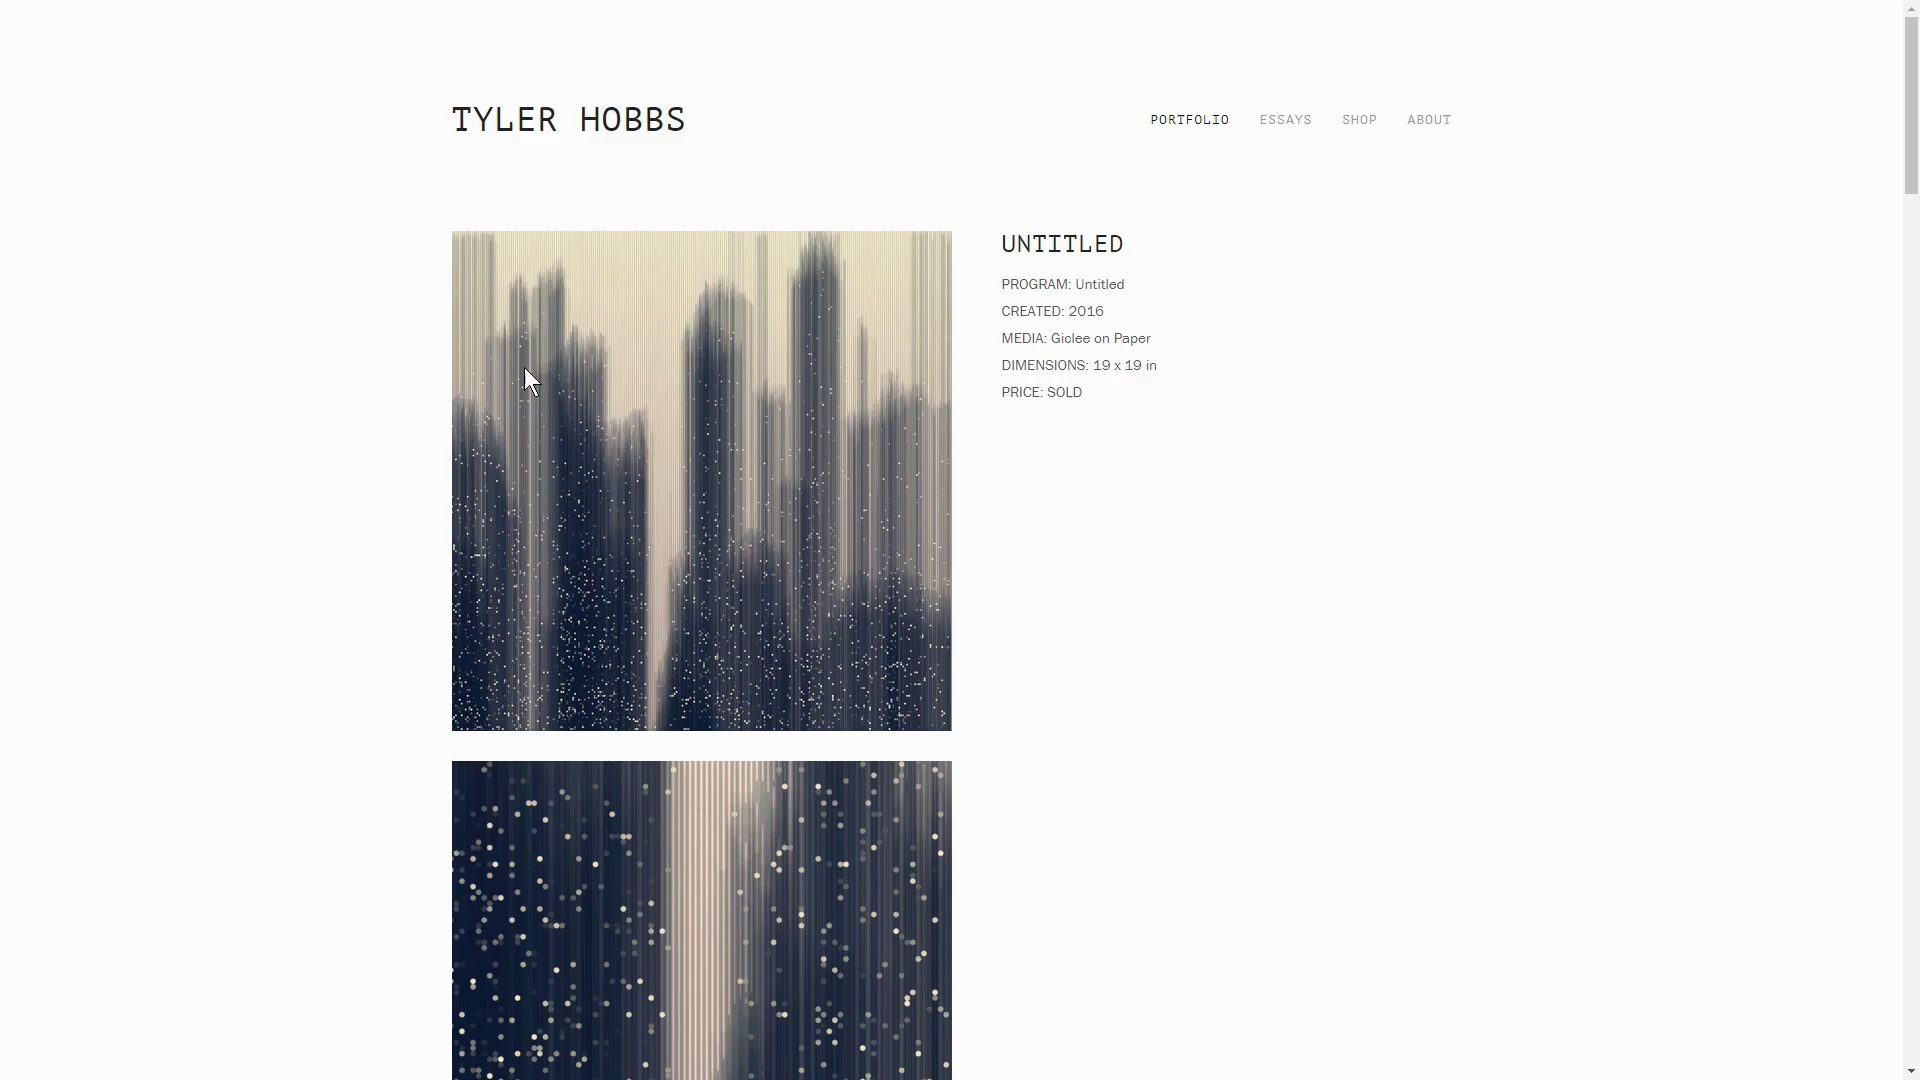 TYLER HOBBS
PORTFOLIO ESSAYS SHOP ABOUT
UNTITLED
PROGRAM: Untitled
CREATED: 2016
MEDIA: Giclee on Paper
DIMENSIONS: 19 x 19 in
PRICE: SOLD